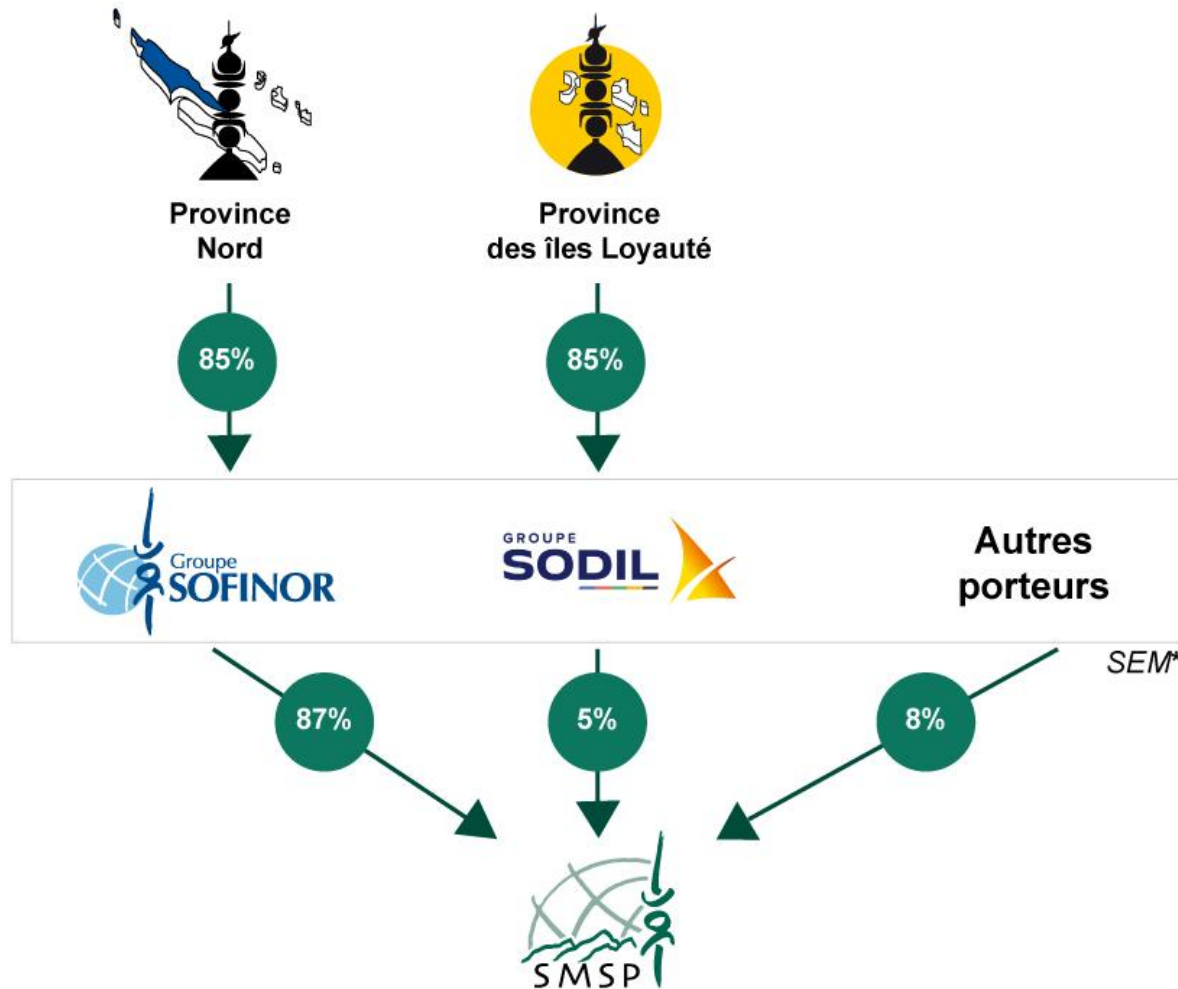 Province
Nord
Province
des îles Loyauté
85%
85%
Groupe
SOFINOR
GROUPE
SODIL
Autres
porteurs
SEM*
87%
5%
8%
SMSP